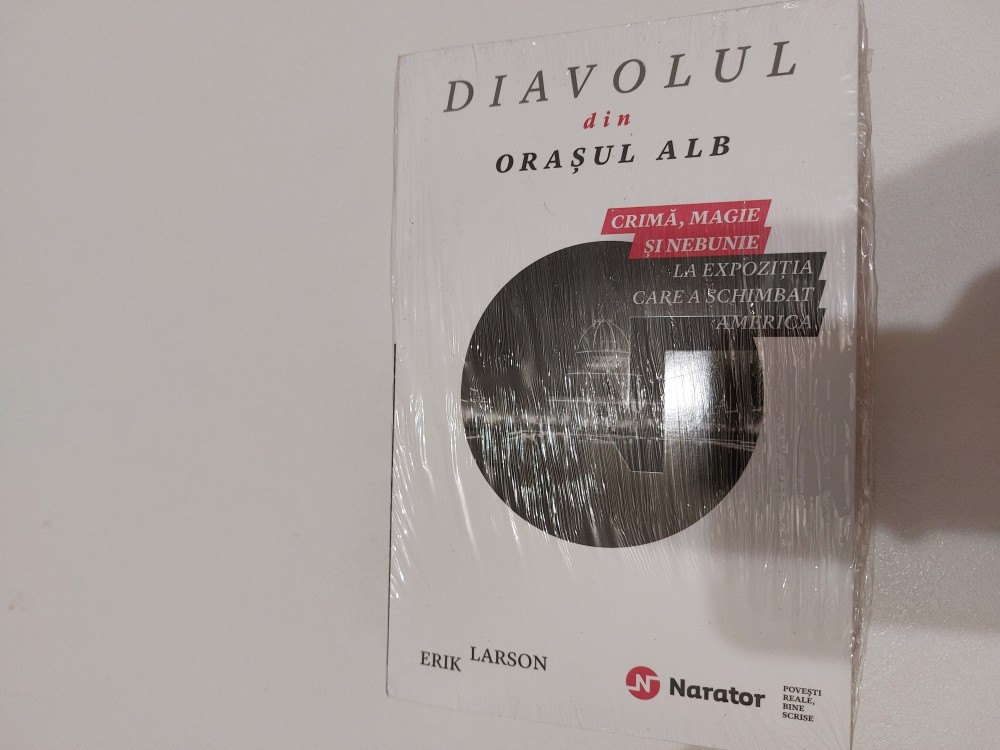 DIAVOLUL
din
ORAȘUL ALB
CRIMĂ, MAGIE
ȘI NEBUNIE
LA EXPOZIȚIA
CARE A SCHIMBAT
AMERICA
ERIK LARSON
N Narator
POVEȘTI
REALE,
BINE
SCRISE